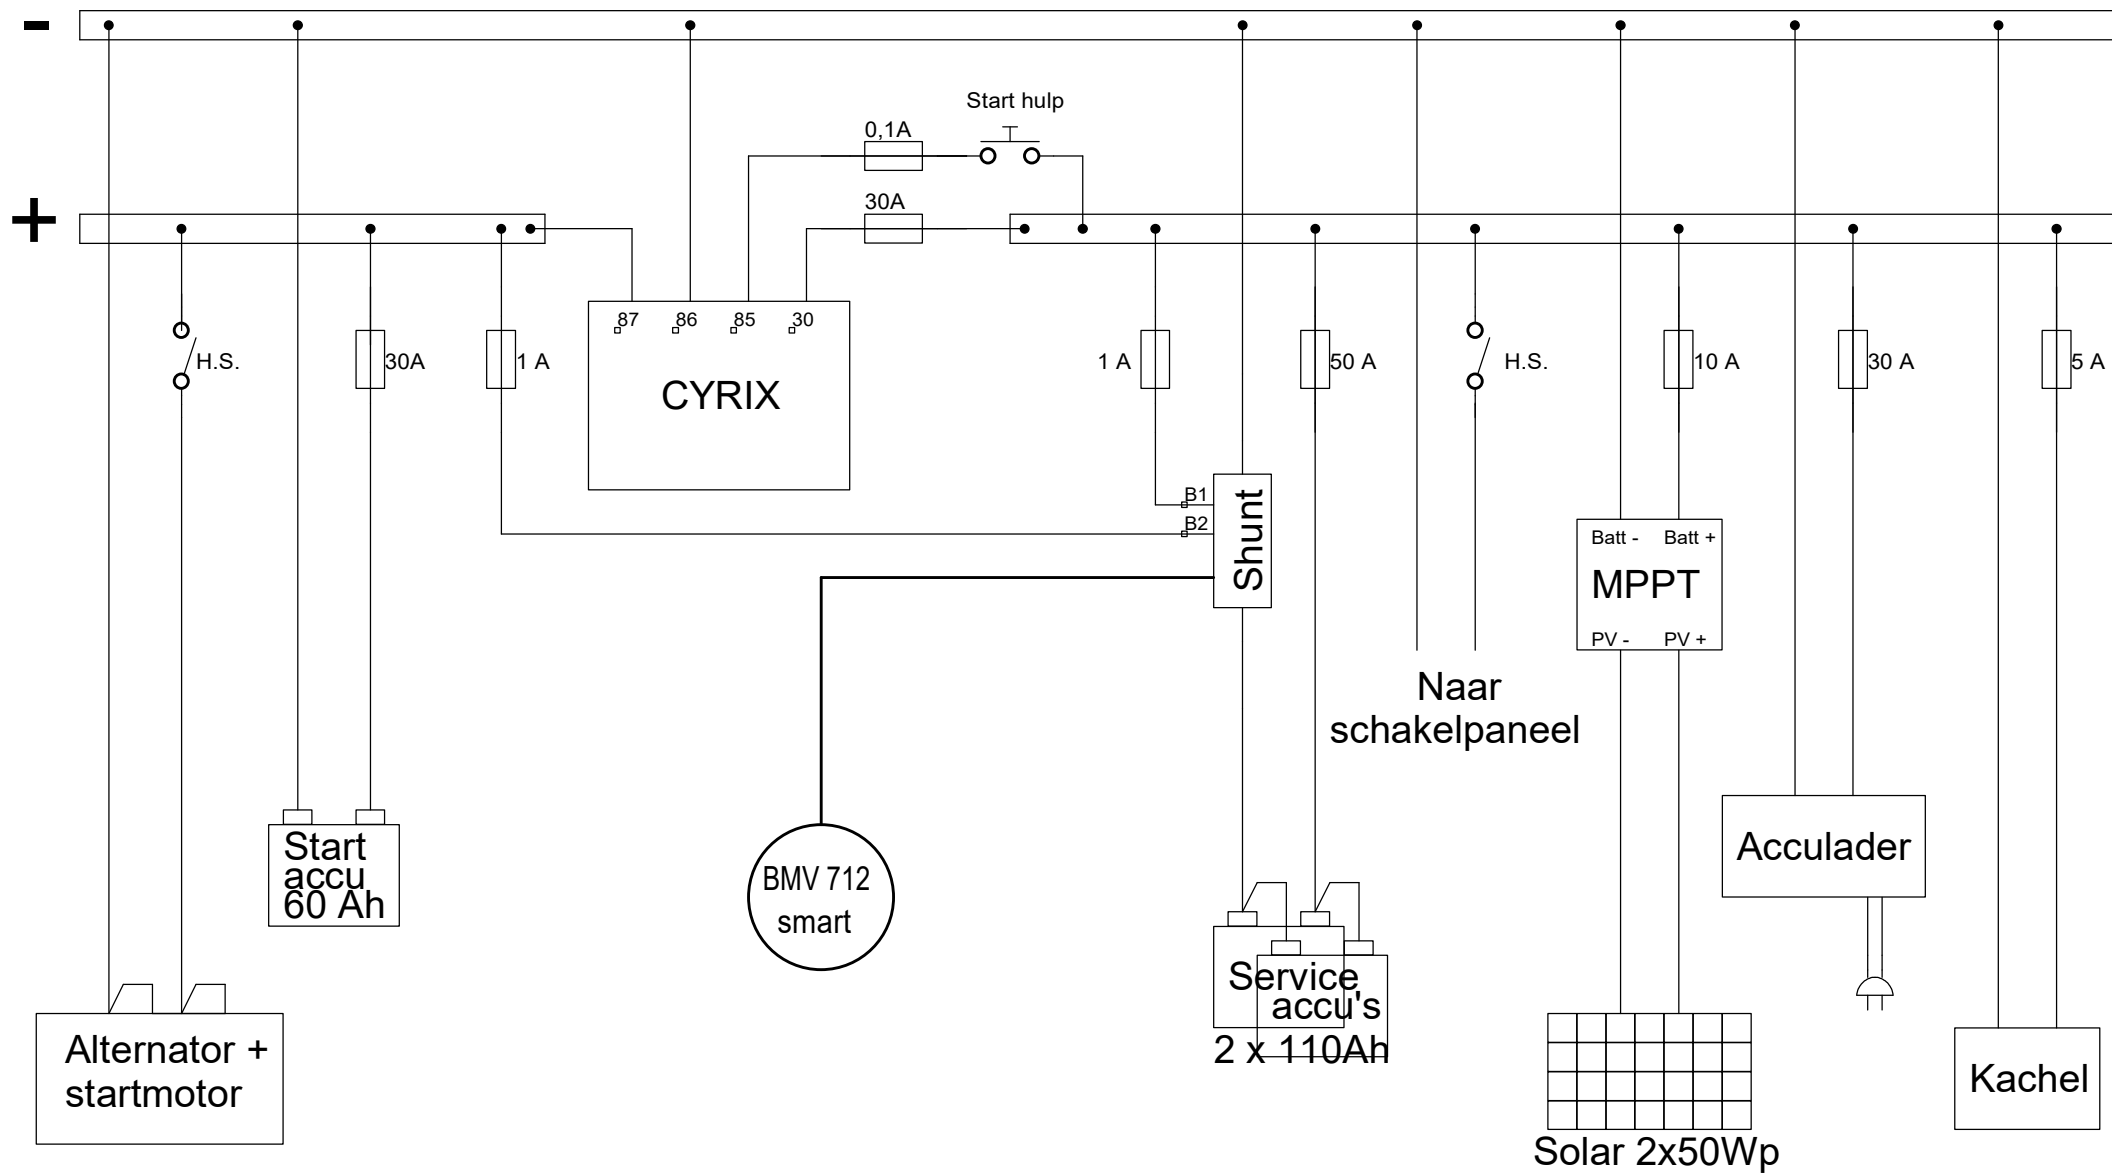 -
Start hulp
0,1A
+
30A
87
86
85
30
H.S.
30A
1 A
CYRIX
1 A
50 A
H.S.
10 A
30 A
5 A
B1
B2
Shunt
Batt -
Batt +
MPPT
PV -
PV +
Naar
schakelpaneel
Start
accu
60 Ah
BMV 712
smart
Acculader
Service
accu's
2 x 110Ah
Alternator +
startmotor
Kachel
Solar 2x50Wp